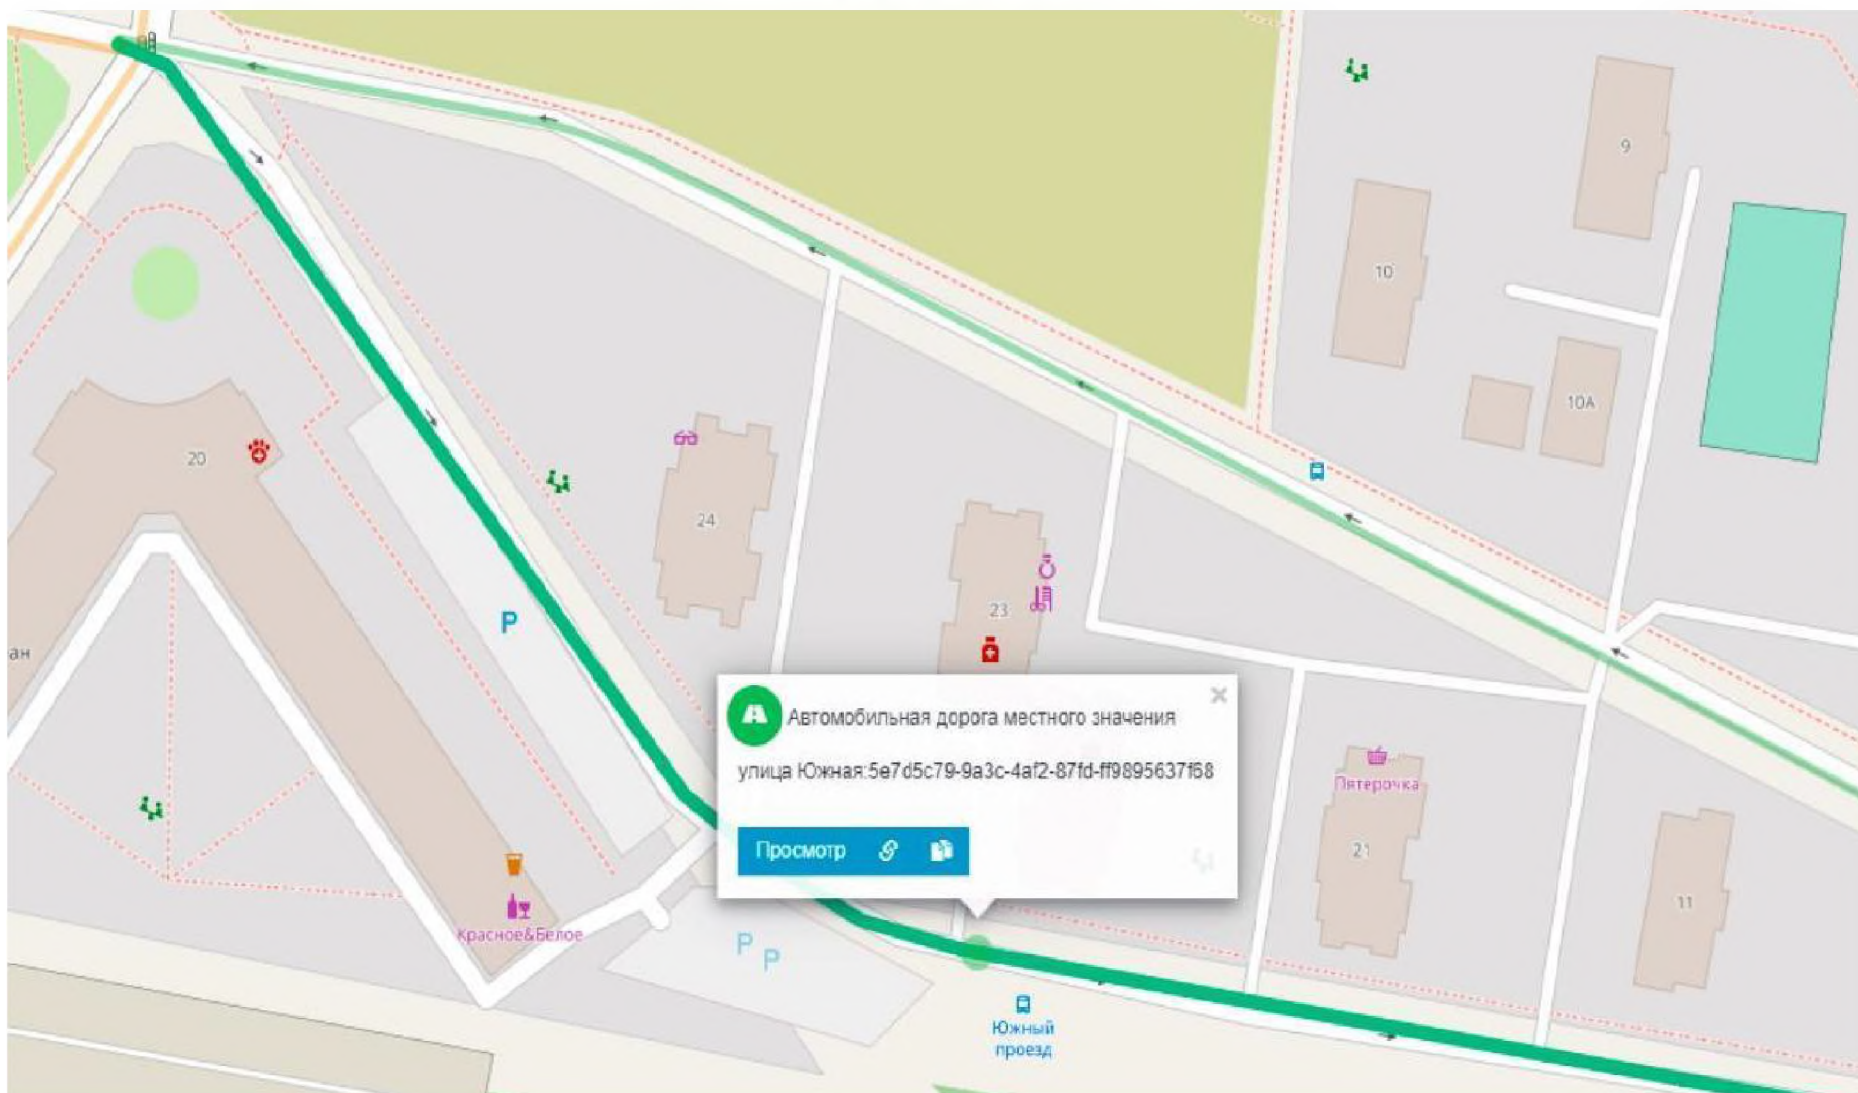 9
10
10А
20
24
P
23
ан
Автомобильная дорога местного значения
улица Южная:5e7d5c79-9a3c-4af2-87fd-ff9895637f68
Просмотр
Пятерочка
21
11
Красное&Белое
P
P
Южный
проезд